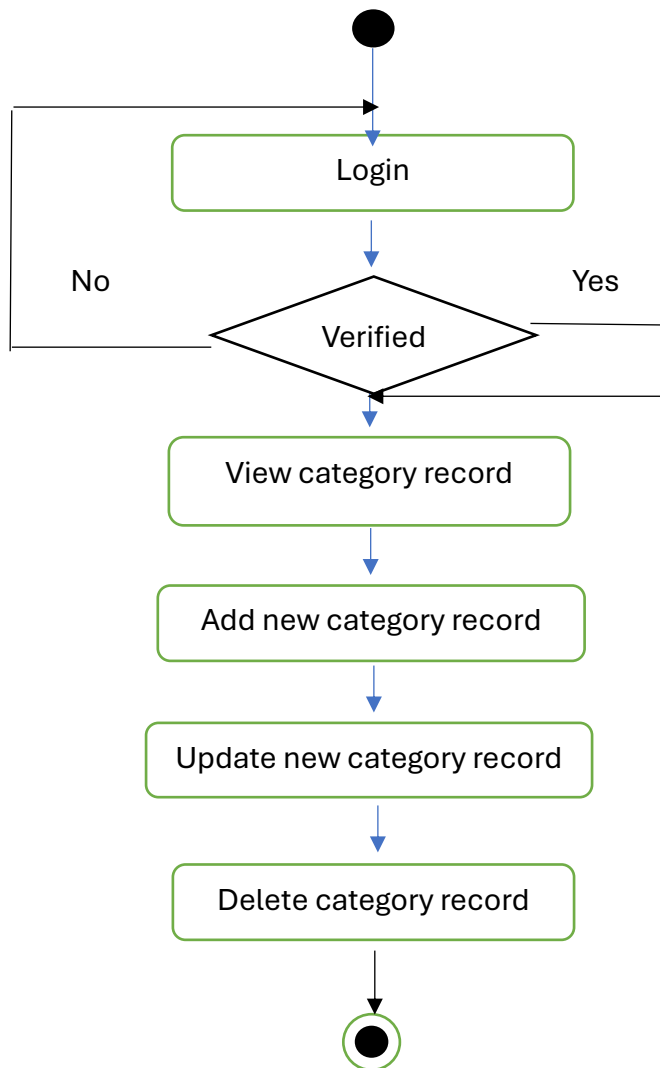 Login
No
Yes
Verified
View category record
Add new category record
Update new category record
Delete category record